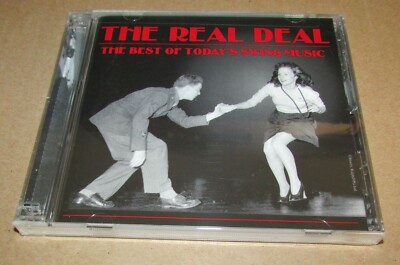 THE REAL DEAL
THE BEST OF TODAY'S SWING MUSIC